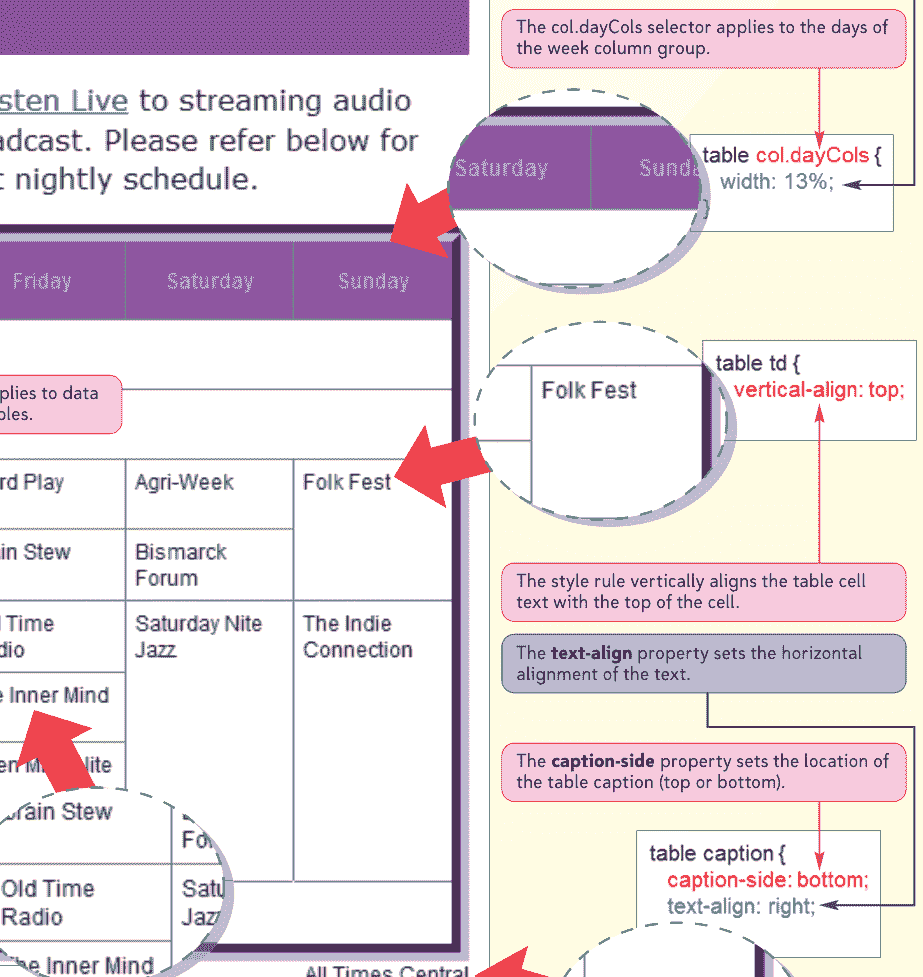 The col.dayCols selector applies to the days of
the week column group.
sten Live to streaming audio
adcast. Please refer below for
t nightly schedule.
Saturday
table col.dayCols {
width: 13%;
}
Friday
Saturday
Sunday
table td {
vertical-align: top;
Folk Fest
plies to data
rd Play
Agri-Week
Folk Fest
in Stew
Bismarck
Forum
The style rule vertically aligns the table cell
text with the top of the cell.
Time
dio
Saturday Nite
Jazz
The Indie
Connection
The text-align property sets the horizontal
alignment of the text.
Inner Mind
The caption-side property sets the location of
the table caption (top or bottom).
Stew
table caption {
caption-side: bottom;
text-align: right;
Old Time
Radio
Inner Mind
All Times Central